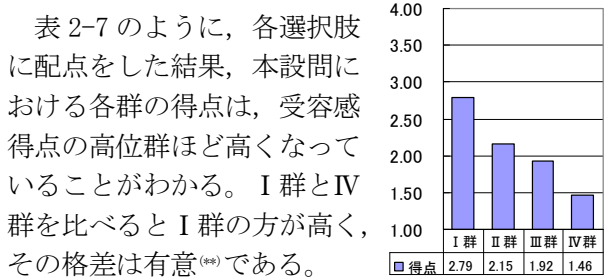 表 2-7 のように，各選択肢
に配点をした結果，本設問に
おける各群の得点は，受容感
得点の高位群ほど高くなって
いることがわかる。Ⅰ群とⅣ
群を比べるとⅠ群の方が高く，
その格差は有意(**)である。
4.00
3.50
3.00
2.50
2.00
1.50
1.00
Ⅰ群 Ⅱ群 Ⅲ群 Ⅳ群
得点 2.79 2.15 1.92 1.46